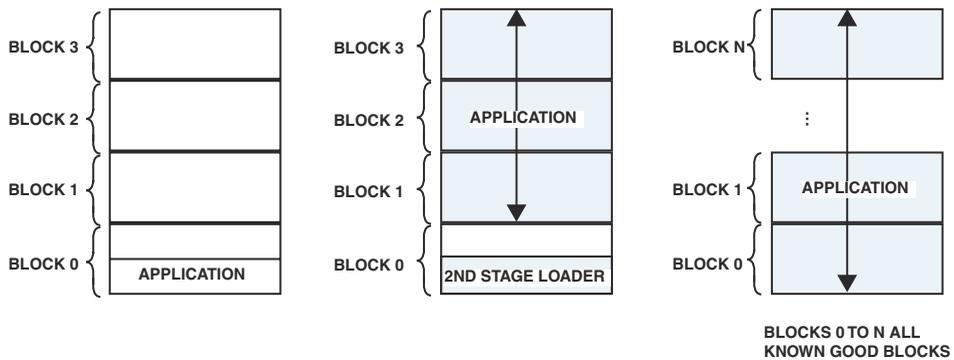 BLOCK 3
BLOCK 2
BLOCK 1
BLOCK 0
APPLICATION
BLOCK 3
BLOCK 2
APPLICATION
BLOCK 1
BLOCK 0
2ND STAGE LOADER
BLOCK N
⋮
BLOCK 1
APPLICATION
BLOCK 0
BLOCKS 0 TO N ALL
KNOWN GOOD BLOCKS